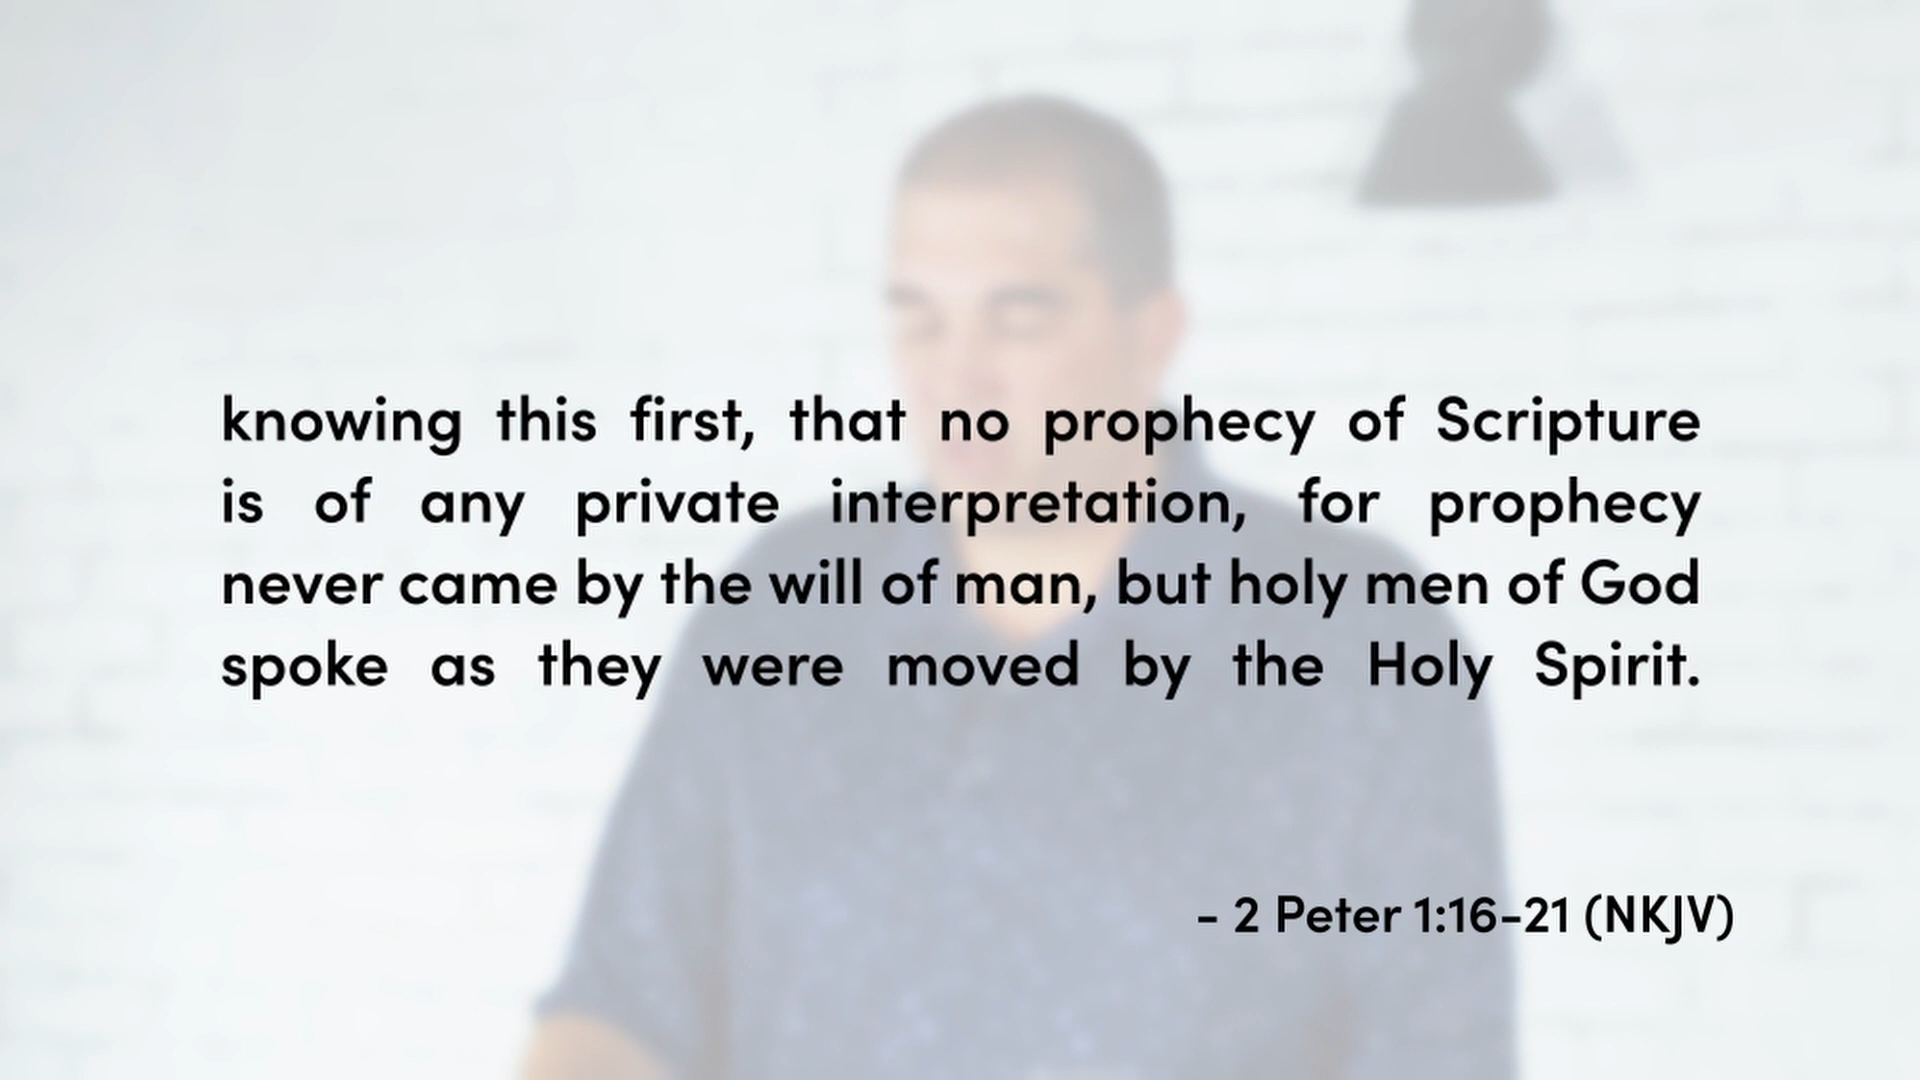 knowing this first, that no prophecy of Scripture
is of any private interpretation, for prophecy
never came by the will of man, but holy men of God
spoke as they were moved by the Holy Spirit.
- 2 Peter 1:16-21 (NKJV)